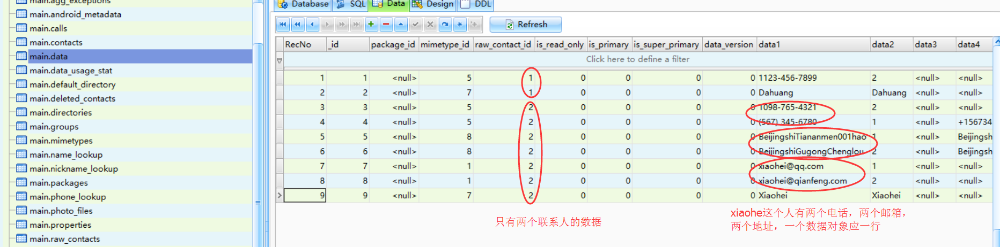 main.agg_exceptions
main.android_metadata
main.calls
main.contacts
main.data
main.data_usage_stat
main.default_directory
main.deleted_contacts
main.directories
main.groups
main.mimetypes
main.name_lookup
main.nickname_lookup
main.packages
main.phone_lookup
main.photo_files
main.properties
main.raw_contacts
Database SQL Data Design DDL
Refresh
RecNo _id package_id mimetype_id raw_contact_id is_read_only is_primary is_super_primary data_version data1 data2 data3 data4
Click here to define a filter
1 1 <null> 5 1 0 0 0 0 1123-456-7899 2 <null> <null>
2 2 <null> 7 1 0 0 0 0 Dahuang Dahuang <null> <null>
3 3 <null> 5 2 0 0 0 0 1098-765-4321 2 <null> <null>
4 4 <null> 5 2 0 0 0 0 (567) 345-6780 1 <null> +156734
5 5 <null> 8 2 0 0 0 0 BeijingshiTiananmen001hao 1 <null> Beijingsh
6 6 <null> 8 2 0 0 0 0 BeijingshiGugongChenglou 2 <null> Beijingsh
7 7 <null> 1 2 0 0 0 0 xiaohei@qq.com 1 <null> <null>
8 8 <null> 1 2 0 0 0 0 xiaohei@qianfeng.com 2 <null> <null>
9 9 <null> 7 2 0 0 0 0 Xiaohei Xiaohei <null> <null>
只有两个联系人的数据
xiaohe这个人有两个电话，两个邮箱，
两个地址，一个数据对象应一行